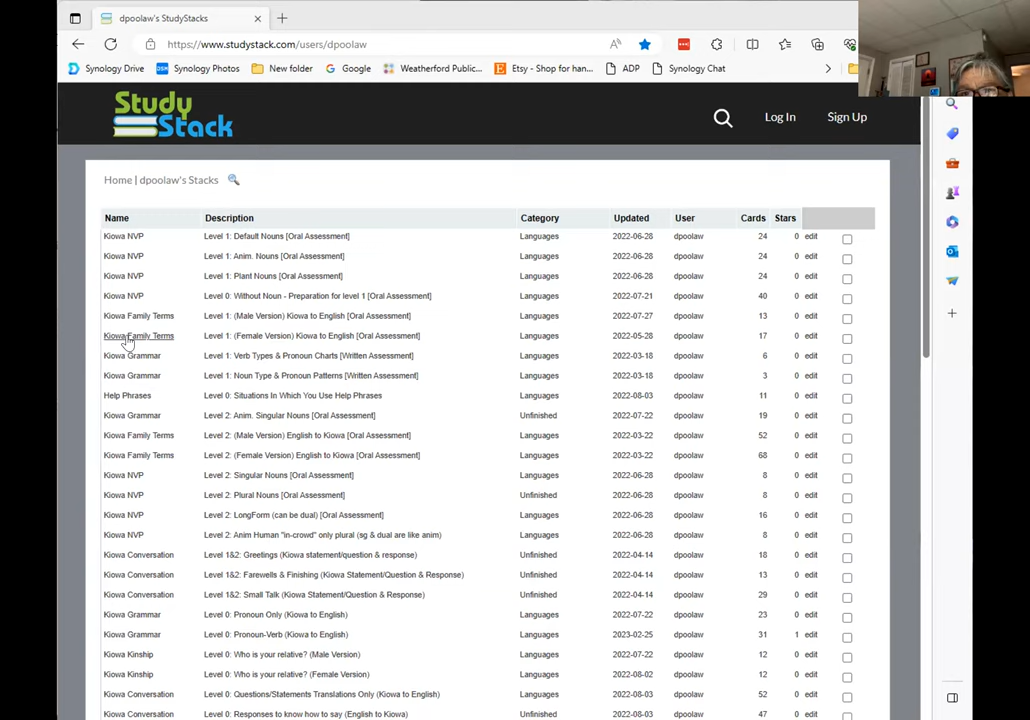 dpoolaw's StudyStacks
https://www.studystack.com/users/dpoolaw
Synology Drive Synology Photos New folder Google Weatherford Public... Etsy - Shop for han... ADP Synology Chat
Study Stack
Log In Sign Up
Home | dpoolaw's Stacks
Name Description Category Updated User Cards Stars
Kiowa NVP Level 1: Default Nouns [Oral Assessment] Languages 2022-06-28 dpoolaw 24 0 edit
Kiowa NVP Level 1: Anim. Nouns [Oral Assessment] Languages 2022-06-28 dpoolaw 24 0 edit
Kiowa NVP Level 1: Plant Nouns [Oral Assessment] Languages 2022-06-28 dpoolaw 24 0 edit
Kiowa NVP Level 0: Without Noun - Preparation for level 1 [Oral Assessment] Languages 2022-07-21 dpoolaw 40 0 edit
Kiowa Family Terms Level 1: (Male Version) Kiowa to English [Oral Assessment] Languages 2022-07-27 dpoolaw 13 0 edit
Kiowa Family Terms Level 1: (Female Version) Kiowa to English [Oral Assessment] Languages 2022-05-28 dpoolaw 17 0 edit
Kiowa Grammar Level 1: Verb Types & Pronoun Charts [Written Assessment] Languages 2022-03-18 dpoolaw 6 0 edit
Kiowa Grammar Level 1: Noun Type & Pronoun Patterns [Written Assessment] Languages 2022-03-18 dpoolaw 3 0 edit
Help Phrases Level 0: Situations In Which You Use Help Phrases Languages 2022-08-03 dpoolaw 11 0 edit
Kiowa Grammar Level 2: Anim. Singular Nouns [Oral Assessment] Unfinished 2022-07-22 dpoolaw 19 0 edit
Kiowa Family Terms Level 2: (Male Version) English to Kiowa [Oral Assessment] Languages 2022-03-22 dpoolaw 52 0 edit
Kiowa Family Terms Level 2: (Female Version) English to Kiowa [Oral Assessment] Languages 2022-03-22 dpoolaw 68 0 edit
Kiowa NVP Level 2: Singular Nouns [Oral Assessment] Languages 2022-06-28 dpoolaw 8 0 edit
Kiowa NVP Level 2: Plural Nouns [Oral Assessment] Unfinished 2022-06-28 dpoolaw 8 0 edit
Kiowa NVP Level 2: LongForm (can be dual) [Oral Assessment] Languages 2022-06-28 dpoolaw 16 0 edit
Kiowa NVP Level 2: Anim Human "in-crowd" only plural (sg & dual are like anim) Languages 2022-06-28 dpoolaw 8 0 edit
Kiowa Conversation Level 1&2: Greetings (Kiowa statement/question & response) Unfinished 2022-04-14 dpoolaw 18 0 edit
Kiowa Conversation Level 1&2: Farewells & Finishing (Kiowa Statement/Question & Response) Unfinished 2022-04-14 dpoolaw 13 0 edit
Kiowa Conversation Level 1&2: Small Talk (Kiowa Statement/Question & Response) Unfinished 2022-04-14 dpoolaw 29 0 edit
Kiowa Grammar Level 0: Pronoun Only (Kiowa to English) Languages 2022-07-22 dpoolaw 23 0 edit
Kiowa Grammar Level 0: Pronoun-Verb (Kiowa to English) Languages 2023-02-25 dpoolaw 31 1 edit
Kiowa Kinship Level 0: Who is your relative? (Male Version) Languages 2022-07-22 dpoolaw 12 0 edit
Kiowa Kinship Level 0: Who is your relative? (Female Version) Languages 2022-08-02 dpoolaw 12 0 edit
Kiowa Conversation Level 0: Questions/Statements Translations Only (Kiowa to English) Languages 2022-08-03 dpoolaw 52 0 edit
Kiowa Conversation Level 0: Responses to know how to say (English to Kiowa) Unfinished 2022-08-03 dpoolaw 47 0 edit